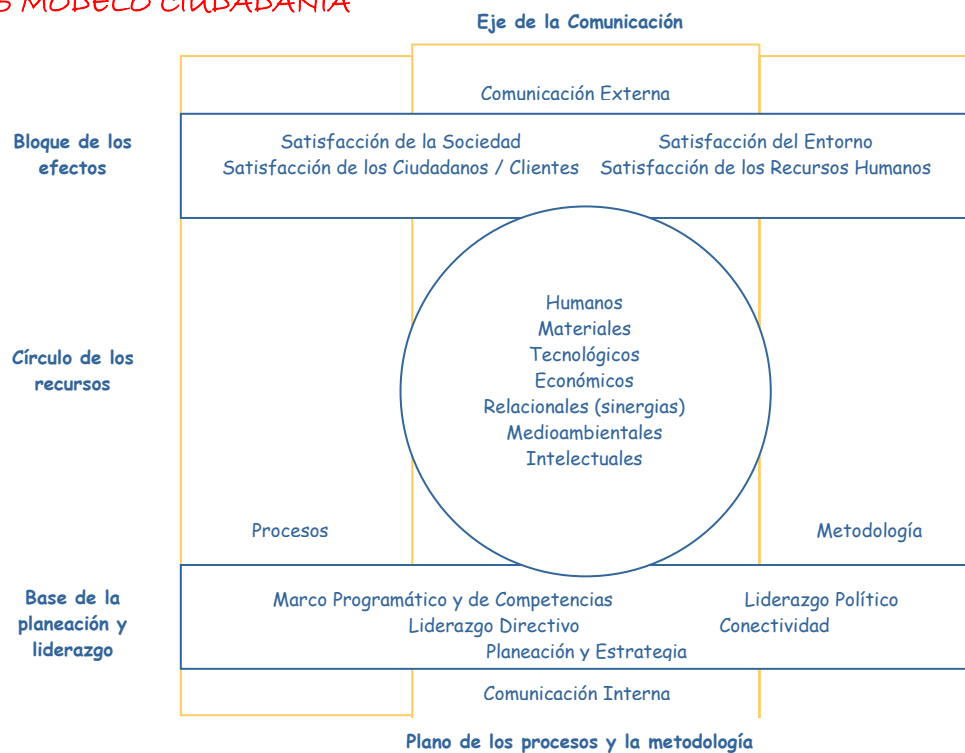 MODELO CIUDADANÍA
Eje de la Comunicación
Comunicación Externa
Bloque de los
efectos
Satisfacción de la Sociedad Satisfacción del Entorno
Satisfacción de los Ciudadanos / Clientes Satisfacción de los Recursos Humanos
Círculo de los
recursos
Humanos
Materiales
Tecnológicos
Económicos
Relacionales (sinergias)
Medioambientales
Intelectuales
Procesos Metodología
Base de la
planeación y
liderazgo
Marco Programático y de Competencias Liderazgo Político
Liderazgo Directivo Conectividad
Planeación y Estrategia
Comunicación Interna
Plano de los procesos y la metodología